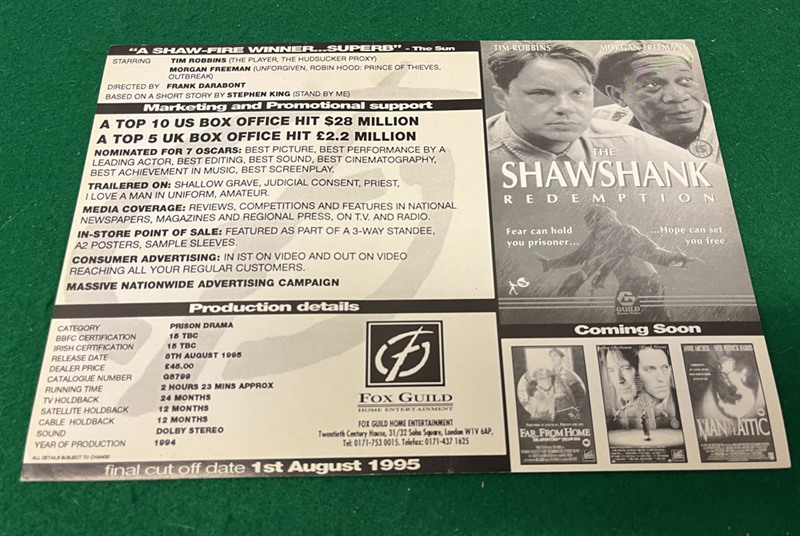 "A SHAW-FIRE WINNER...SUPERB" - The Sun
STARRING TIM ROBBINS (THE PLAYER, THE HUDSUCKER PROXY)
MORGAN FREEMAN (UNFORGIVEN, ROBIN HOOD: PRINCE OF THIEVES,
OUTBREAK)
DIRECTED BY FRANK DARABONT
BASED ON A SHORT STORY BY STEPHEN KING (STAND BY ME)
Marketing and Promotional support
A TOP 10 US BOX OFFICE HIT $28 MILLION
A TOP 5 UK BOX OFFICE HIT £2.2 MILLION
NOMINATED FOR 7 OSCARS: BEST PICTURE, BEST PERFORMANCE BY A
LEADING ACTOR, BEST EDITING, BEST SOUND, BEST CINEMATOGRAPHY,
BEST ACHIEVEMENT IN MUSIC, BEST SCREENPLAY.
TRAILERED ON: SHALLOW GRAVE, JUDICIAL CONSENT, PRIEST,
I LOVE A MAN IN UNIFORM, AMATEUR.
MEDIA COVERAGE: REVIEWS, COMPETITIONS AND FEATURES IN NATIONAL
NEWSPAPERS, MAGAZINES AND REGIONAL PRESS, ON T.V. AND RADIO.
IN-STORE POINT OF SALE: FEATURED AS PART OF A 3-WAY STANDEE,
A2 POSTERS, SAMPLE SLEEVES.
CONSUMER ADVERTISING: IN IST ON VIDEO AND OUT ON VIDEO
REACHING ALL YOUR REGULAR CUSTOMERS.
MASSIVE NATIONWIDE ADVERTISING CAMPAIGN
Production details
CATEGORY PRISON DRAMA
BBFC CERTIFICATION 15 TBC
IRISH CERTIFICATION 15 TBC
RELEASE DATE 8TH AUGUST 1995
DEALER PRICE £45.00
CATALOGUE NUMBER G8799
RUNNING TIME 2 HOURS 23 MINS APPROX
TV HOLDBACK 24 MONTHS
SATELLITE HOLDBACK 12 MONTHS
CABLE HOLDBACK 12 MONTHS
SOUND DOLBY STEREO
YEAR OF PRODUCTION 1994
ALL DETAILS SUBJECT TO CHANGE
FOX GUILD
HOME ENTERTAINMENT
FOX GUILD HOME ENTERTAINMENT
Twentieth Century House, 31/32 Soho Square, London W1V 6AP,
Tel: 0171-753 0015. Telefax: 0171-437 1625
final cut off date 1st August 1995
TIM ROBBINS MORGAN FREEMAN
THE
SHAWSHANK
REDEMPTION
Fear can hold
you prisoner...
...Hope can set
you free
GUILD
Coming Soon
FAR FROM HOME
ANNE ARCHER
MAN IN THE ATTIC